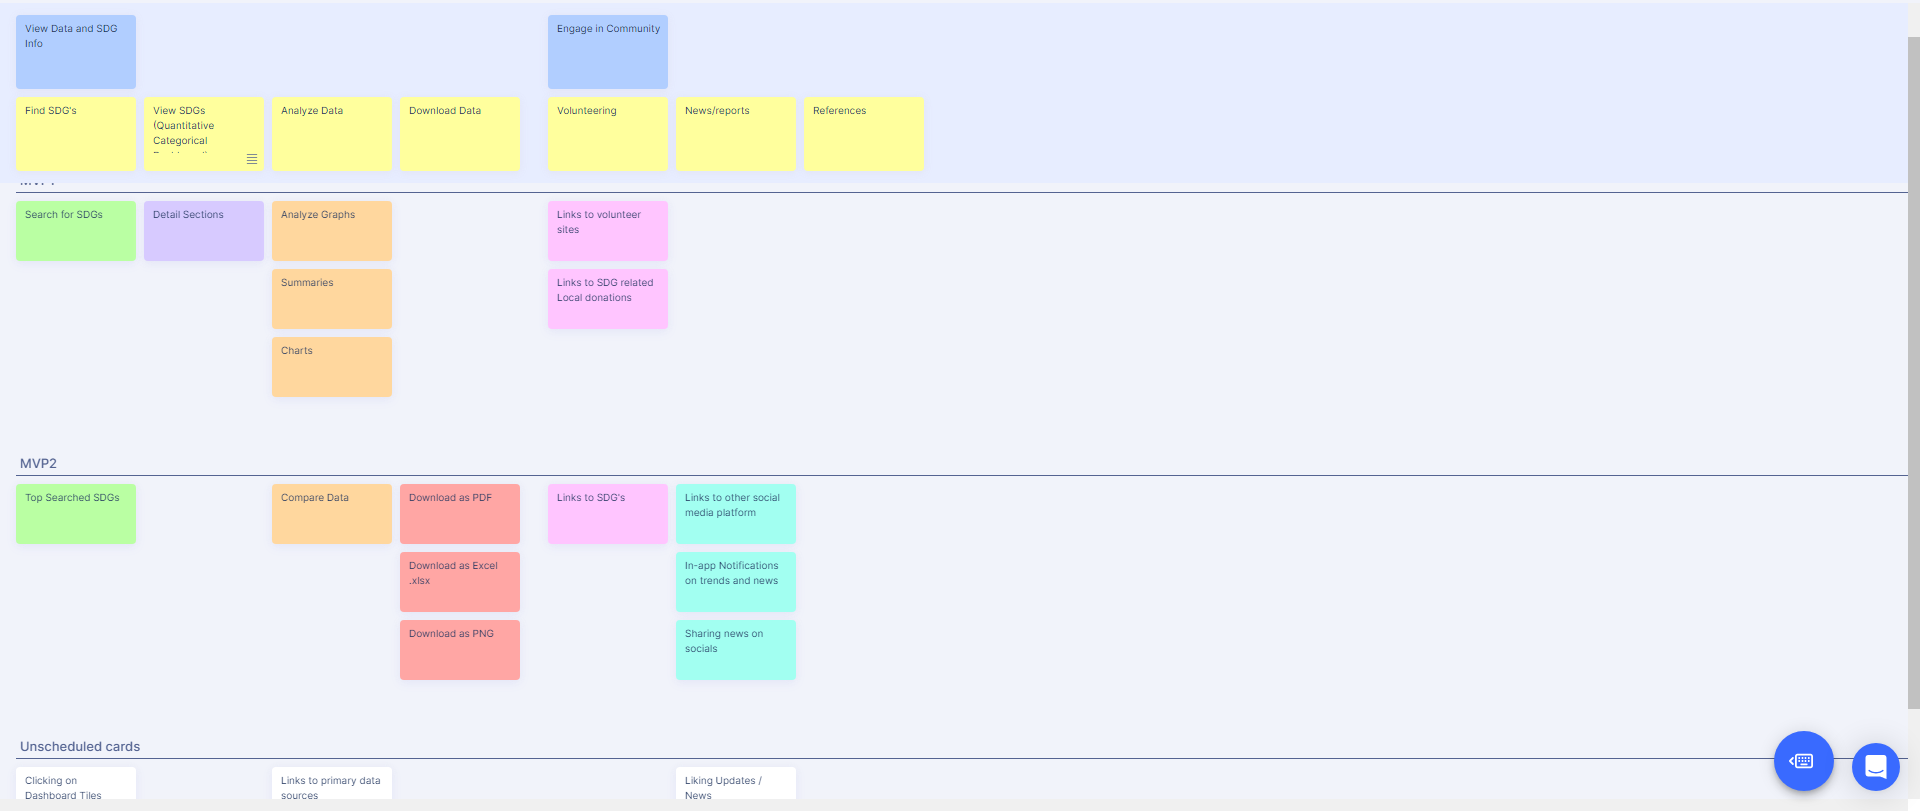 View Data and SDG
Info
Engage in Community
Find SDG's
View SDGs
(Quantitative
Categorical
Analyze Data
Download Data
Volunteering
News/reports
References
Search for SDGs
Detail Sections
Analyze Graphs
Links to volunteer
sites
Summaries
Links to SDG related
Local donations
Charts
MVP2
Top Searched SDGs
Compare Data
Download as PDF
Links to SDG's
Links to other social
media platform
Download as Excel
.xlsx
In-app Notifications
on trends and news
Download as PNG
Sharing news on
socials
Unscheduled cards
Clicking on
Dashboard Tiles
Links to primary data
sources
Liking Updates /
News